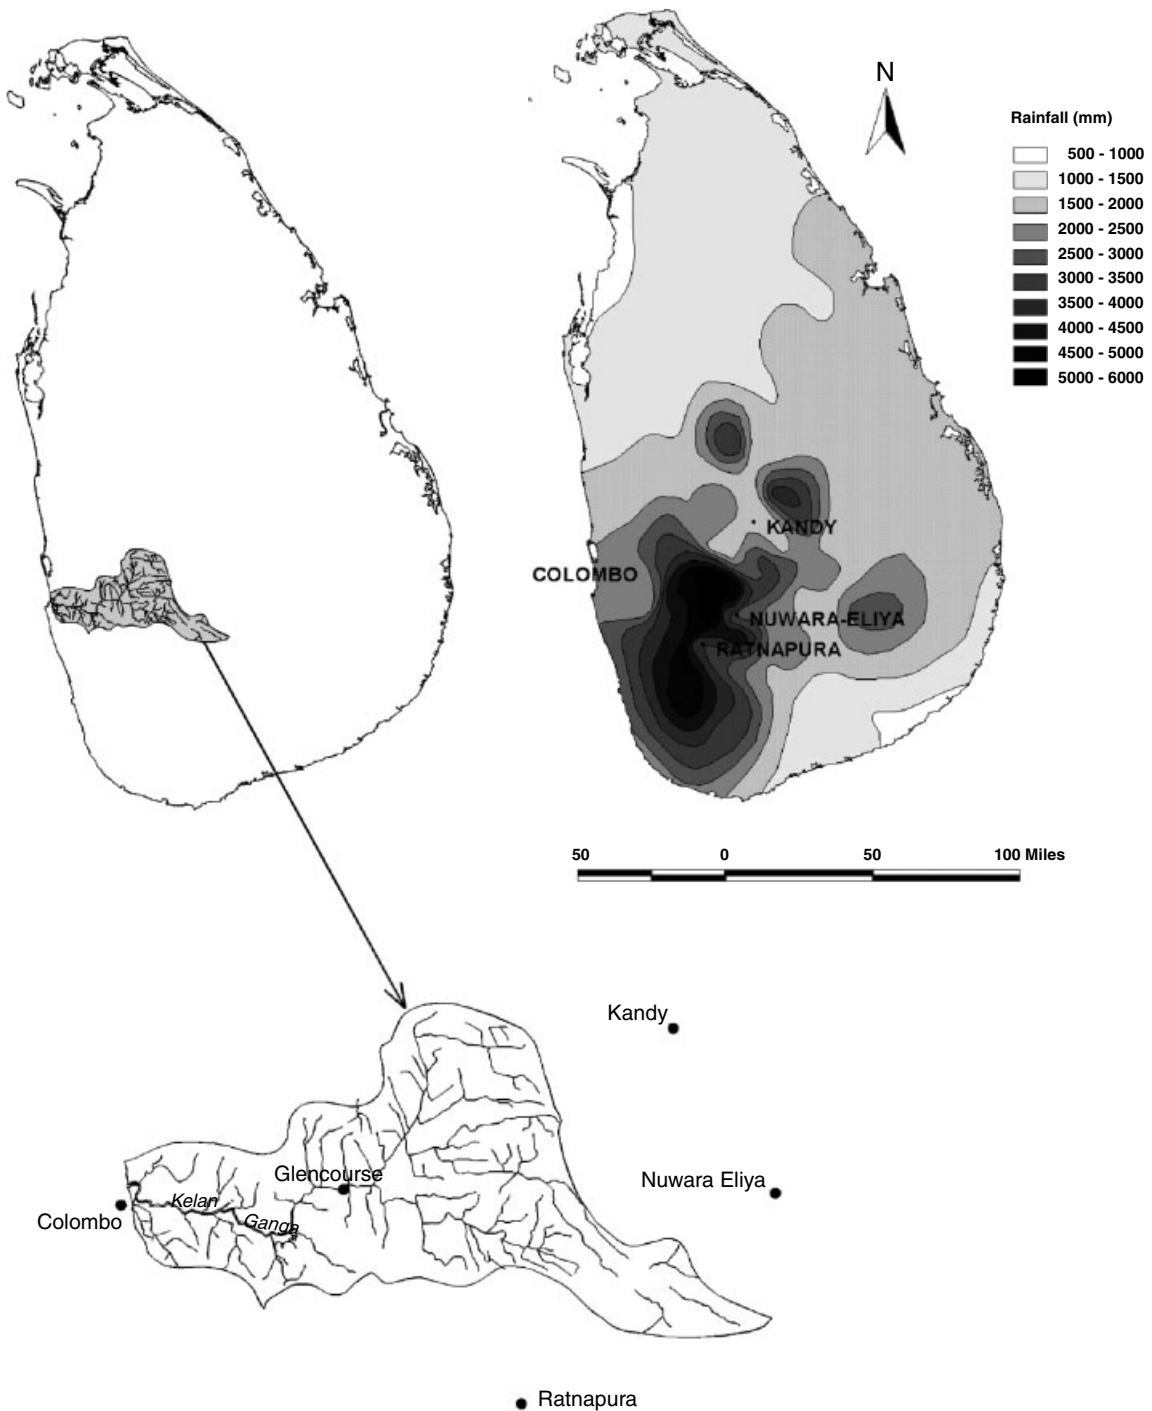 N
Rainfall (mm)
500 - 1000
1000 - 1500
1500 - 2000
2000 - 2500
2500 - 3000
3000 - 3500
3500 - 4000
4000 - 4500
4500 - 5000
5000 - 6000
KANDY
COLOMBO
NUWARA-ELIYA
RATNAPURA
50 0 50 100 Miles
Kandy
Glencourse
Nuwara Eliya
Kelan
Colombo
Ganga
Ratnapura